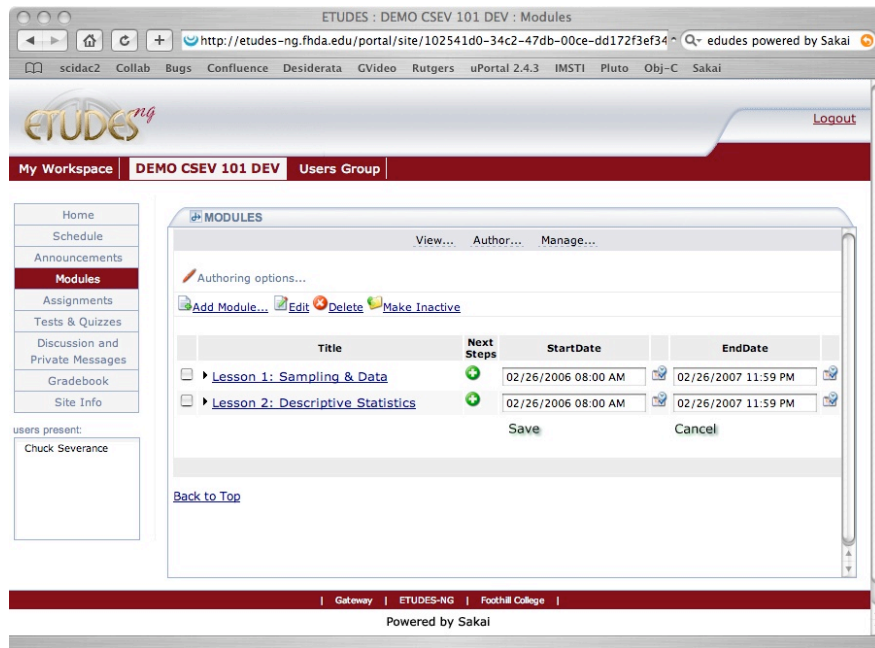 ETUDES : DEMO CSEV 101 DEV : Modules
http://etudes-ng.fhda.edu/portal/site/102541d0-34c2-47db-00ce-dd172f3ef34 edudes powered by Sakai
scidac2 Collab Bugs Confluence Desiderata GVideo Rutgers uPortal 2.4.3 IMSTI Pluto Obj-C Sakai
ETUDES ng
Logout
My Workspace DEMO CSEV 101 DEV Users Group
Home
Schedule
Announcements
Modules
Assignments
Tests & Quizzes
Discussion and
Private Messages
Gradebook
Site Info
users present:
Chuck Severance
MODULES
View... Author... Manage...
Authoring options...
Add Module... Edit Delete Make Inactive
Title Next Steps StartDate EndDate
Lesson 1: Sampling & Data 02/26/2006 08:00 AM 02/26/2007 11:59 PM
Lesson 2: Descriptive Statistics 02/26/2006 08:00 AM 02/26/2007 11:59 PM
Save Cancel
Back to Top
| Gateway | ETUDES-NG | Foothill College |
Powered by Sakai